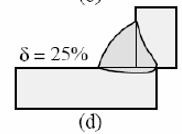 δ = 25%
(d)